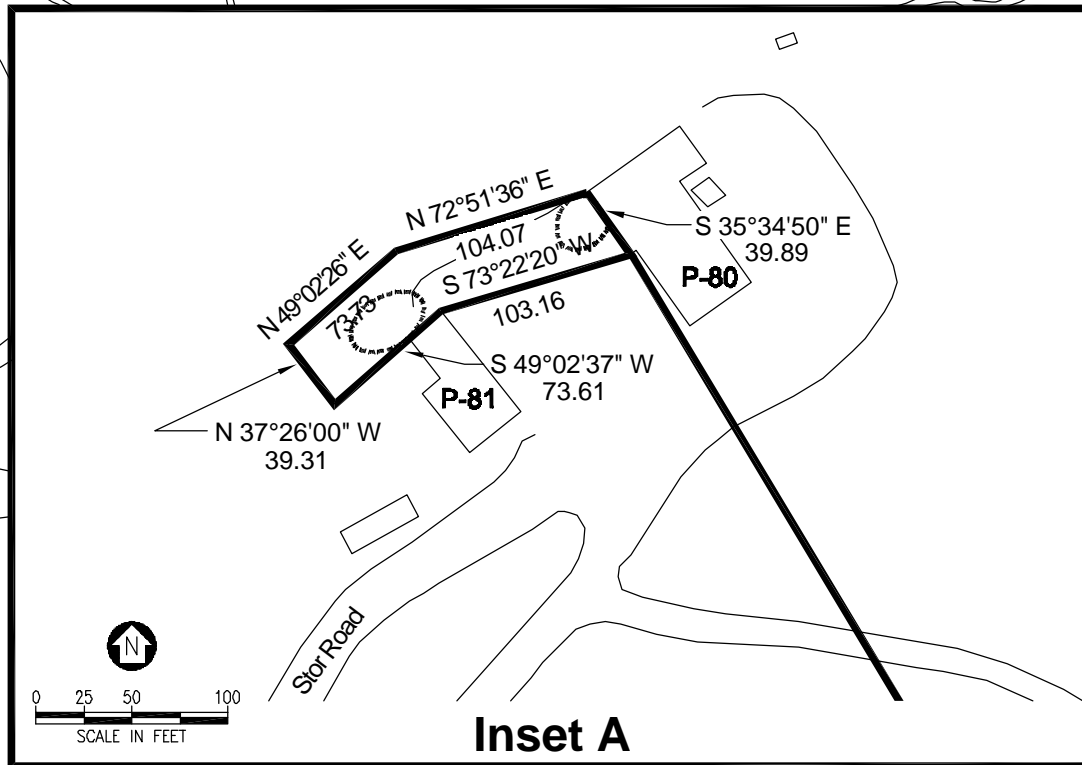 N 72°51'36" E
104.07
N 49°02'26" E
73.73
S 35°34'50" E
39.89
S 73°22'20" W
103.16
P-80
S 49°02'37" W
73.61
P-81
N 37°26'00" W
39.31
Stor Road
N
0 25 50 100
SCALE IN FEET
Inset A